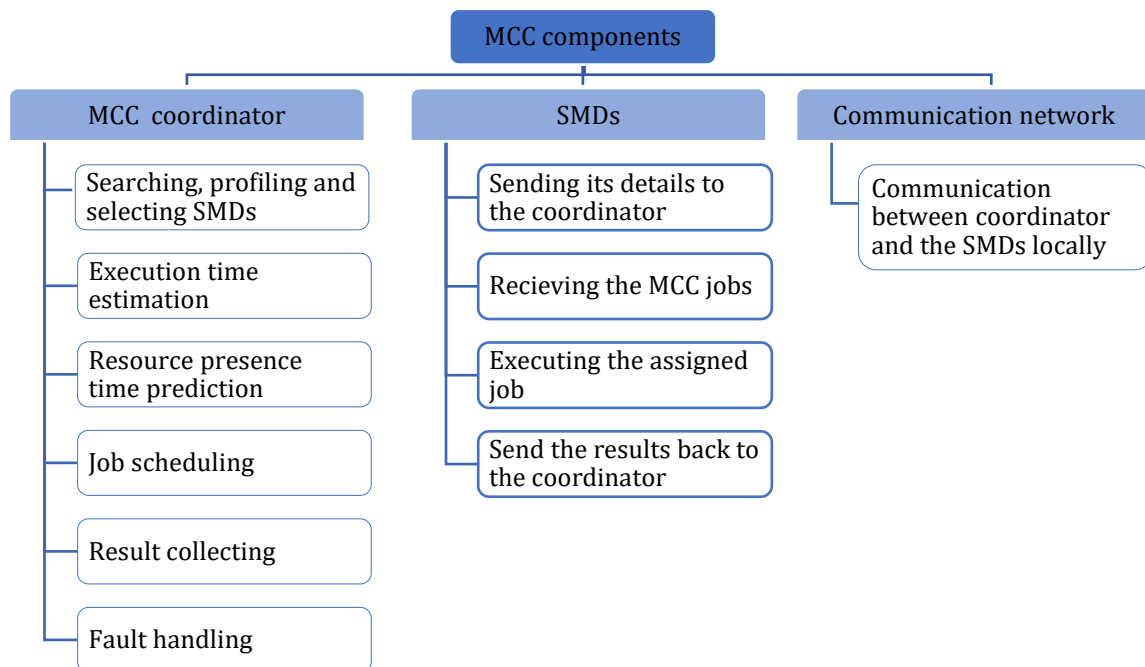 MCC components
MCC coordinator
Searching, profiling and
selecting SMDs
Execution time
estimation
Resource presence
time prediction
Job scheduling
Result collecting
Fault handling
SMDs
Sending its details to
the coordinator
Recieving the MCC jobs
Executing the assigned
job
Send the results back to
the coordinator
Communication network
Communication
between coordinator
and the SMDs locally